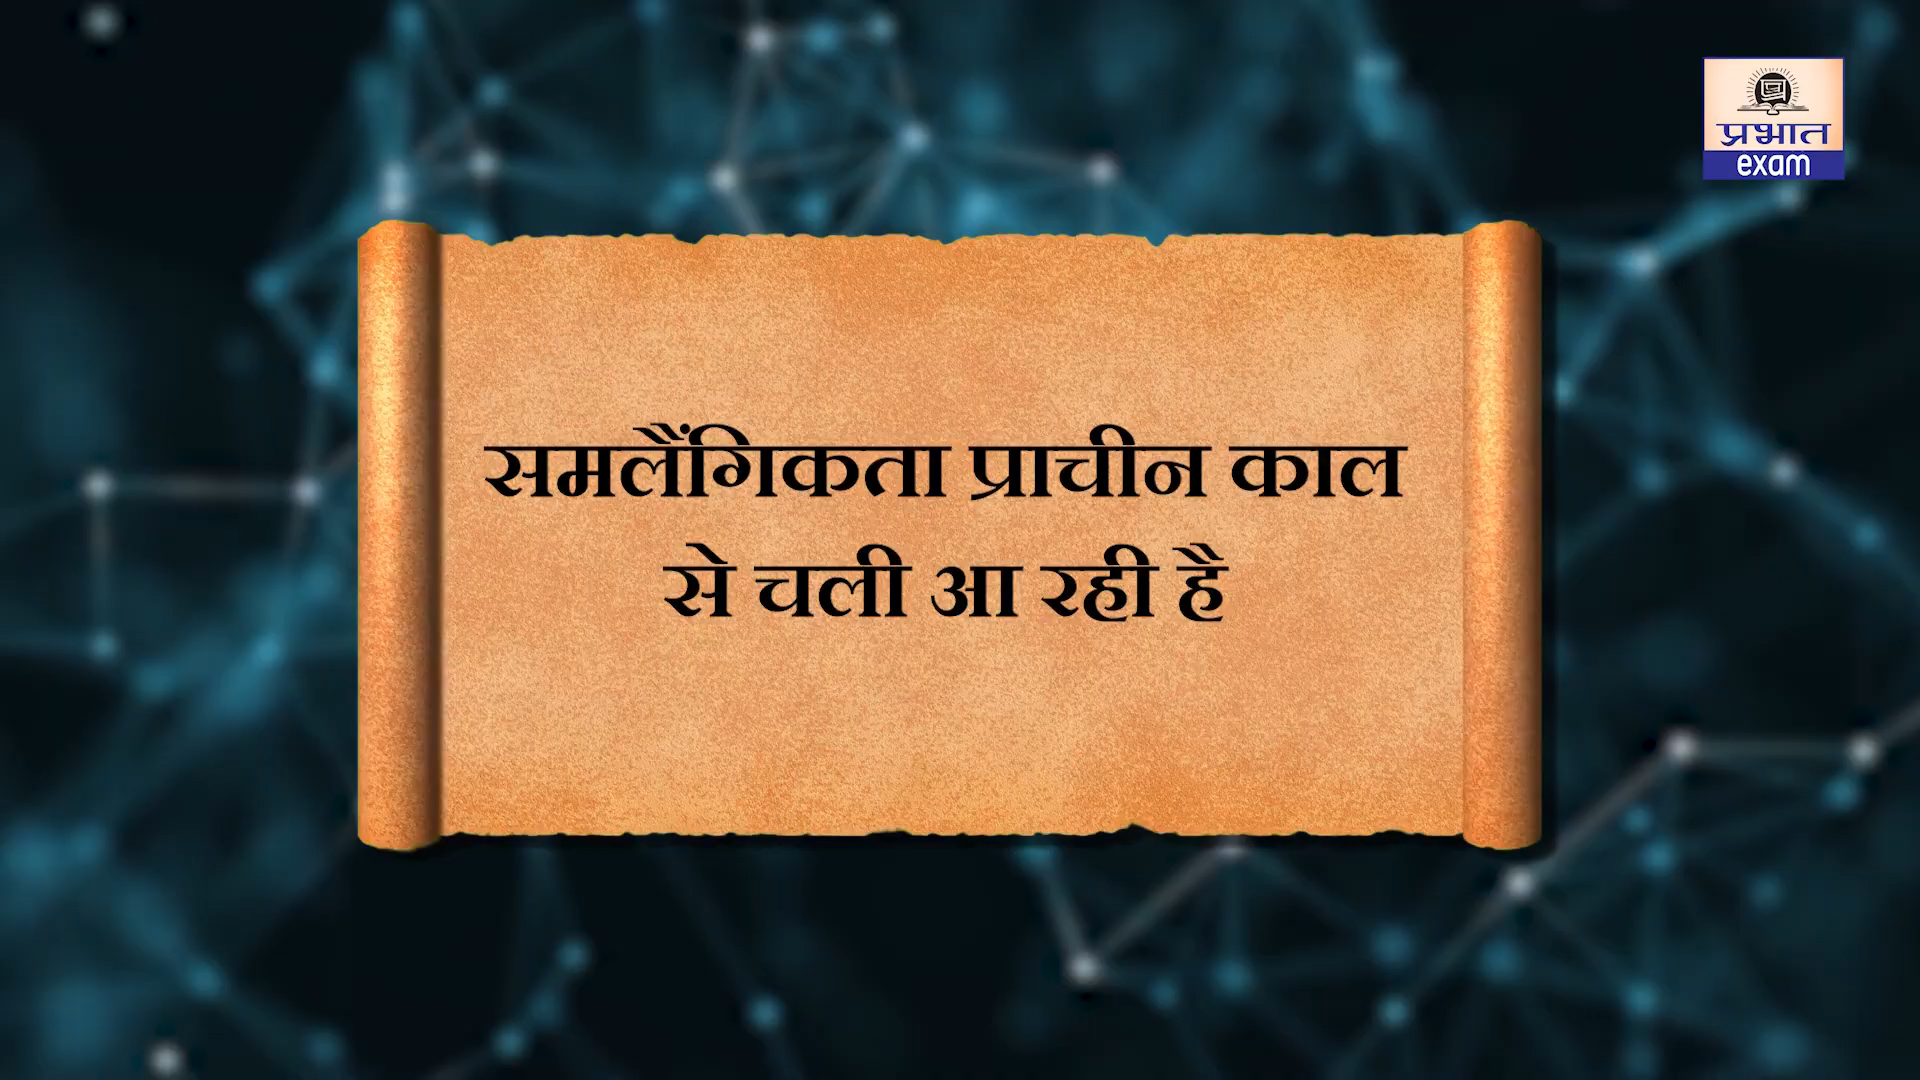 प्रभात
exam
समलैंगिकता प्राचीन काल
से चली आ रही है